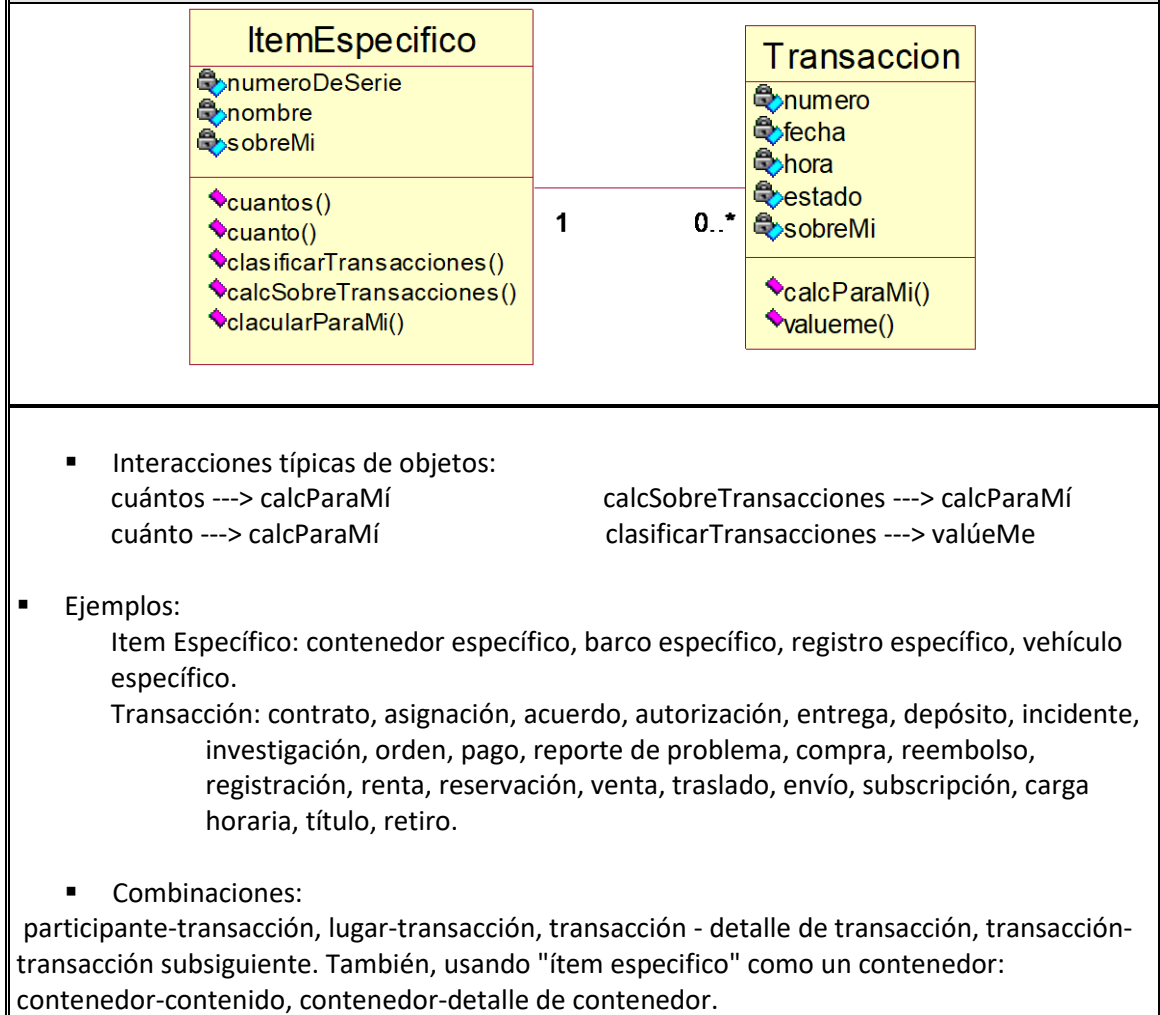 ItemEspecifico
numeroDeSerie
nombre
sobreMi
cuantos()
cuanto()
clasificarTransacciones()
calcSobreTransacciones()
clacularParaMi()
1
0..*
Transaccion
numero
fecha
hora
estado
sobreMi
calcParaMi()
valueme()
▪ Interacciones típicas de objetos:
cuántos ---> calcParaMí calcSobreTransacciones ---> calcParaMí
cuánto ---> calcParaMí clasificarTransacciones ---> valúeMe
▪ Ejemplos:
Item Específico: contenedor específico, barco específico, registro específico, vehículo
específico.
Transacción: contrato, asignación, acuerdo, autorización, entrega, depósito, incidente,
investigación, orden, pago, reporte de problema, compra, reembolso,
registración, renta, reservación, venta, traslado, envío, subscripción, carga
horaria, título, retiro.
▪ Combinaciones:
participante-transacción, lugar-transacción, transacción - detalle de transacción, transacción-
transacción subsiguiente. También, usando "ítem especifico" como un contenedor:
contenedor-contenido, contenedor-detalle de contenedor.